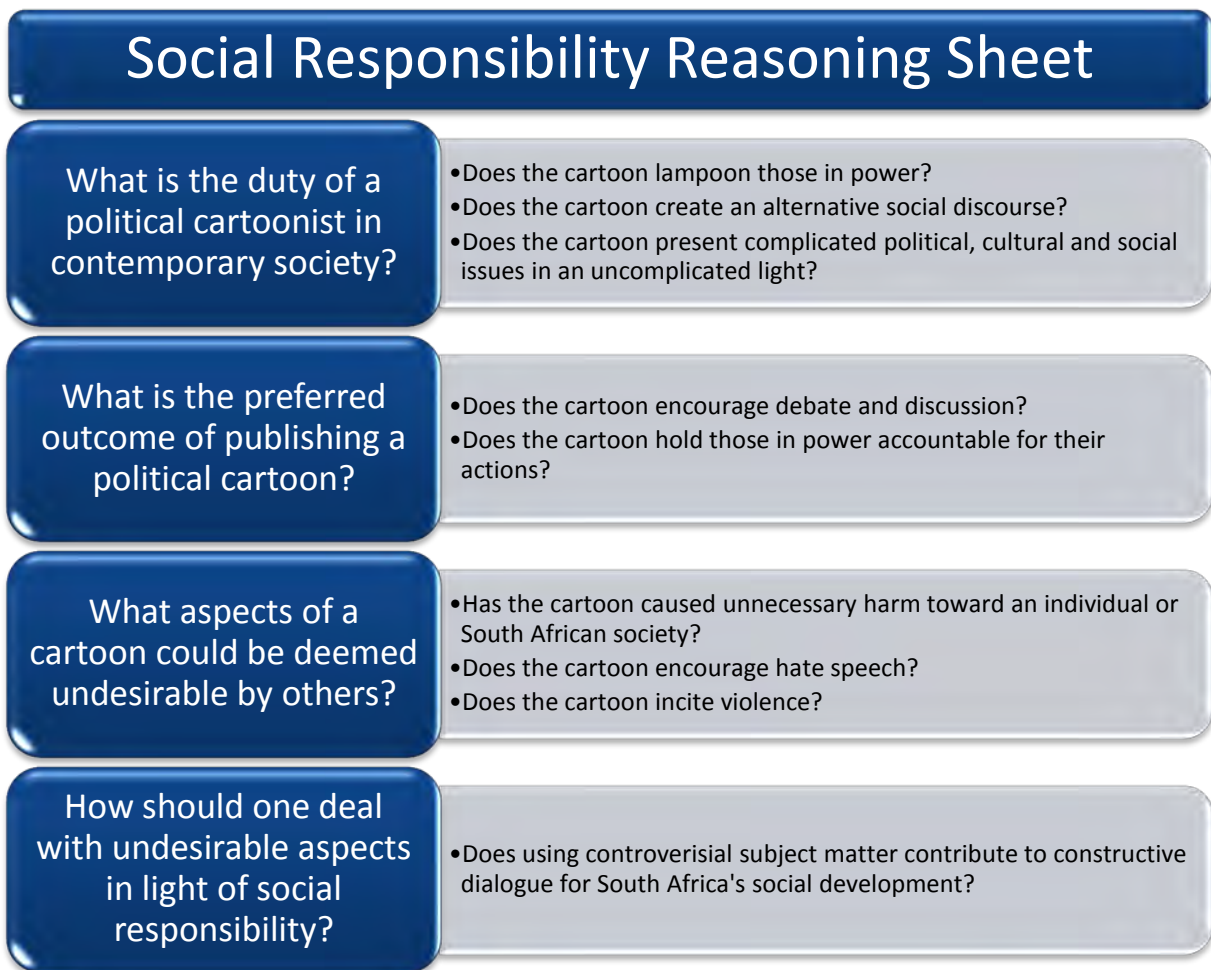 Social Responsibility Reasoning Sheet
What is the duty of a
political cartoonist in
contemporary society?
•Does the cartoon lampoon those in power?
•Does the cartoon create an alternative social discourse?
•Does the cartoon present complicated political, cultural and social
issues in an uncomplicated light?
What is the preferred
outcome of publishing a
political cartoon?
•Does the cartoon encourage debate and discussion?
•Does the cartoon hold those in power accountable for their
actions?
What aspects of a
cartoon could be deemed
undesirable by others?
•Has the cartoon caused unnecessary harm toward an individual or
South African society?
•Does the cartoon encourage hate speech?
•Does the cartoon incite violence?
How should one deal
with undesirable aspects
in light of social
responsibility?
•Does using controverisial subject matter contribute to constructive
dialogue for South Africa's social development?